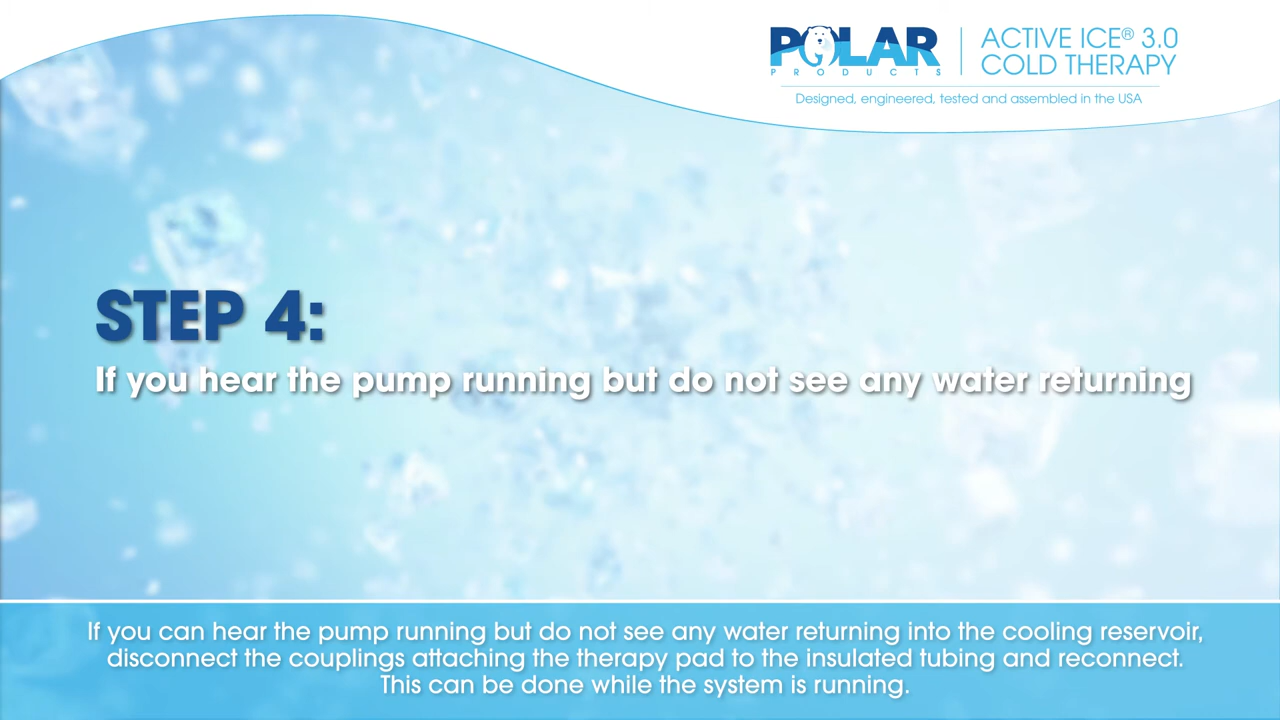 POLAR
PRODUCTS
ACTIVE ICE® 3.0
COLD THERAPY
Designed, engineered, tested and assembled in the USA
STEP 4:
If you hear the pump running but do not see any water returning
If you can hear the pump running but do not see any water returning into the cooling reservoir,
disconnect the couplings attaching the therapy pad to the insulated tubing and reconnect.
This can be done while the system is running.